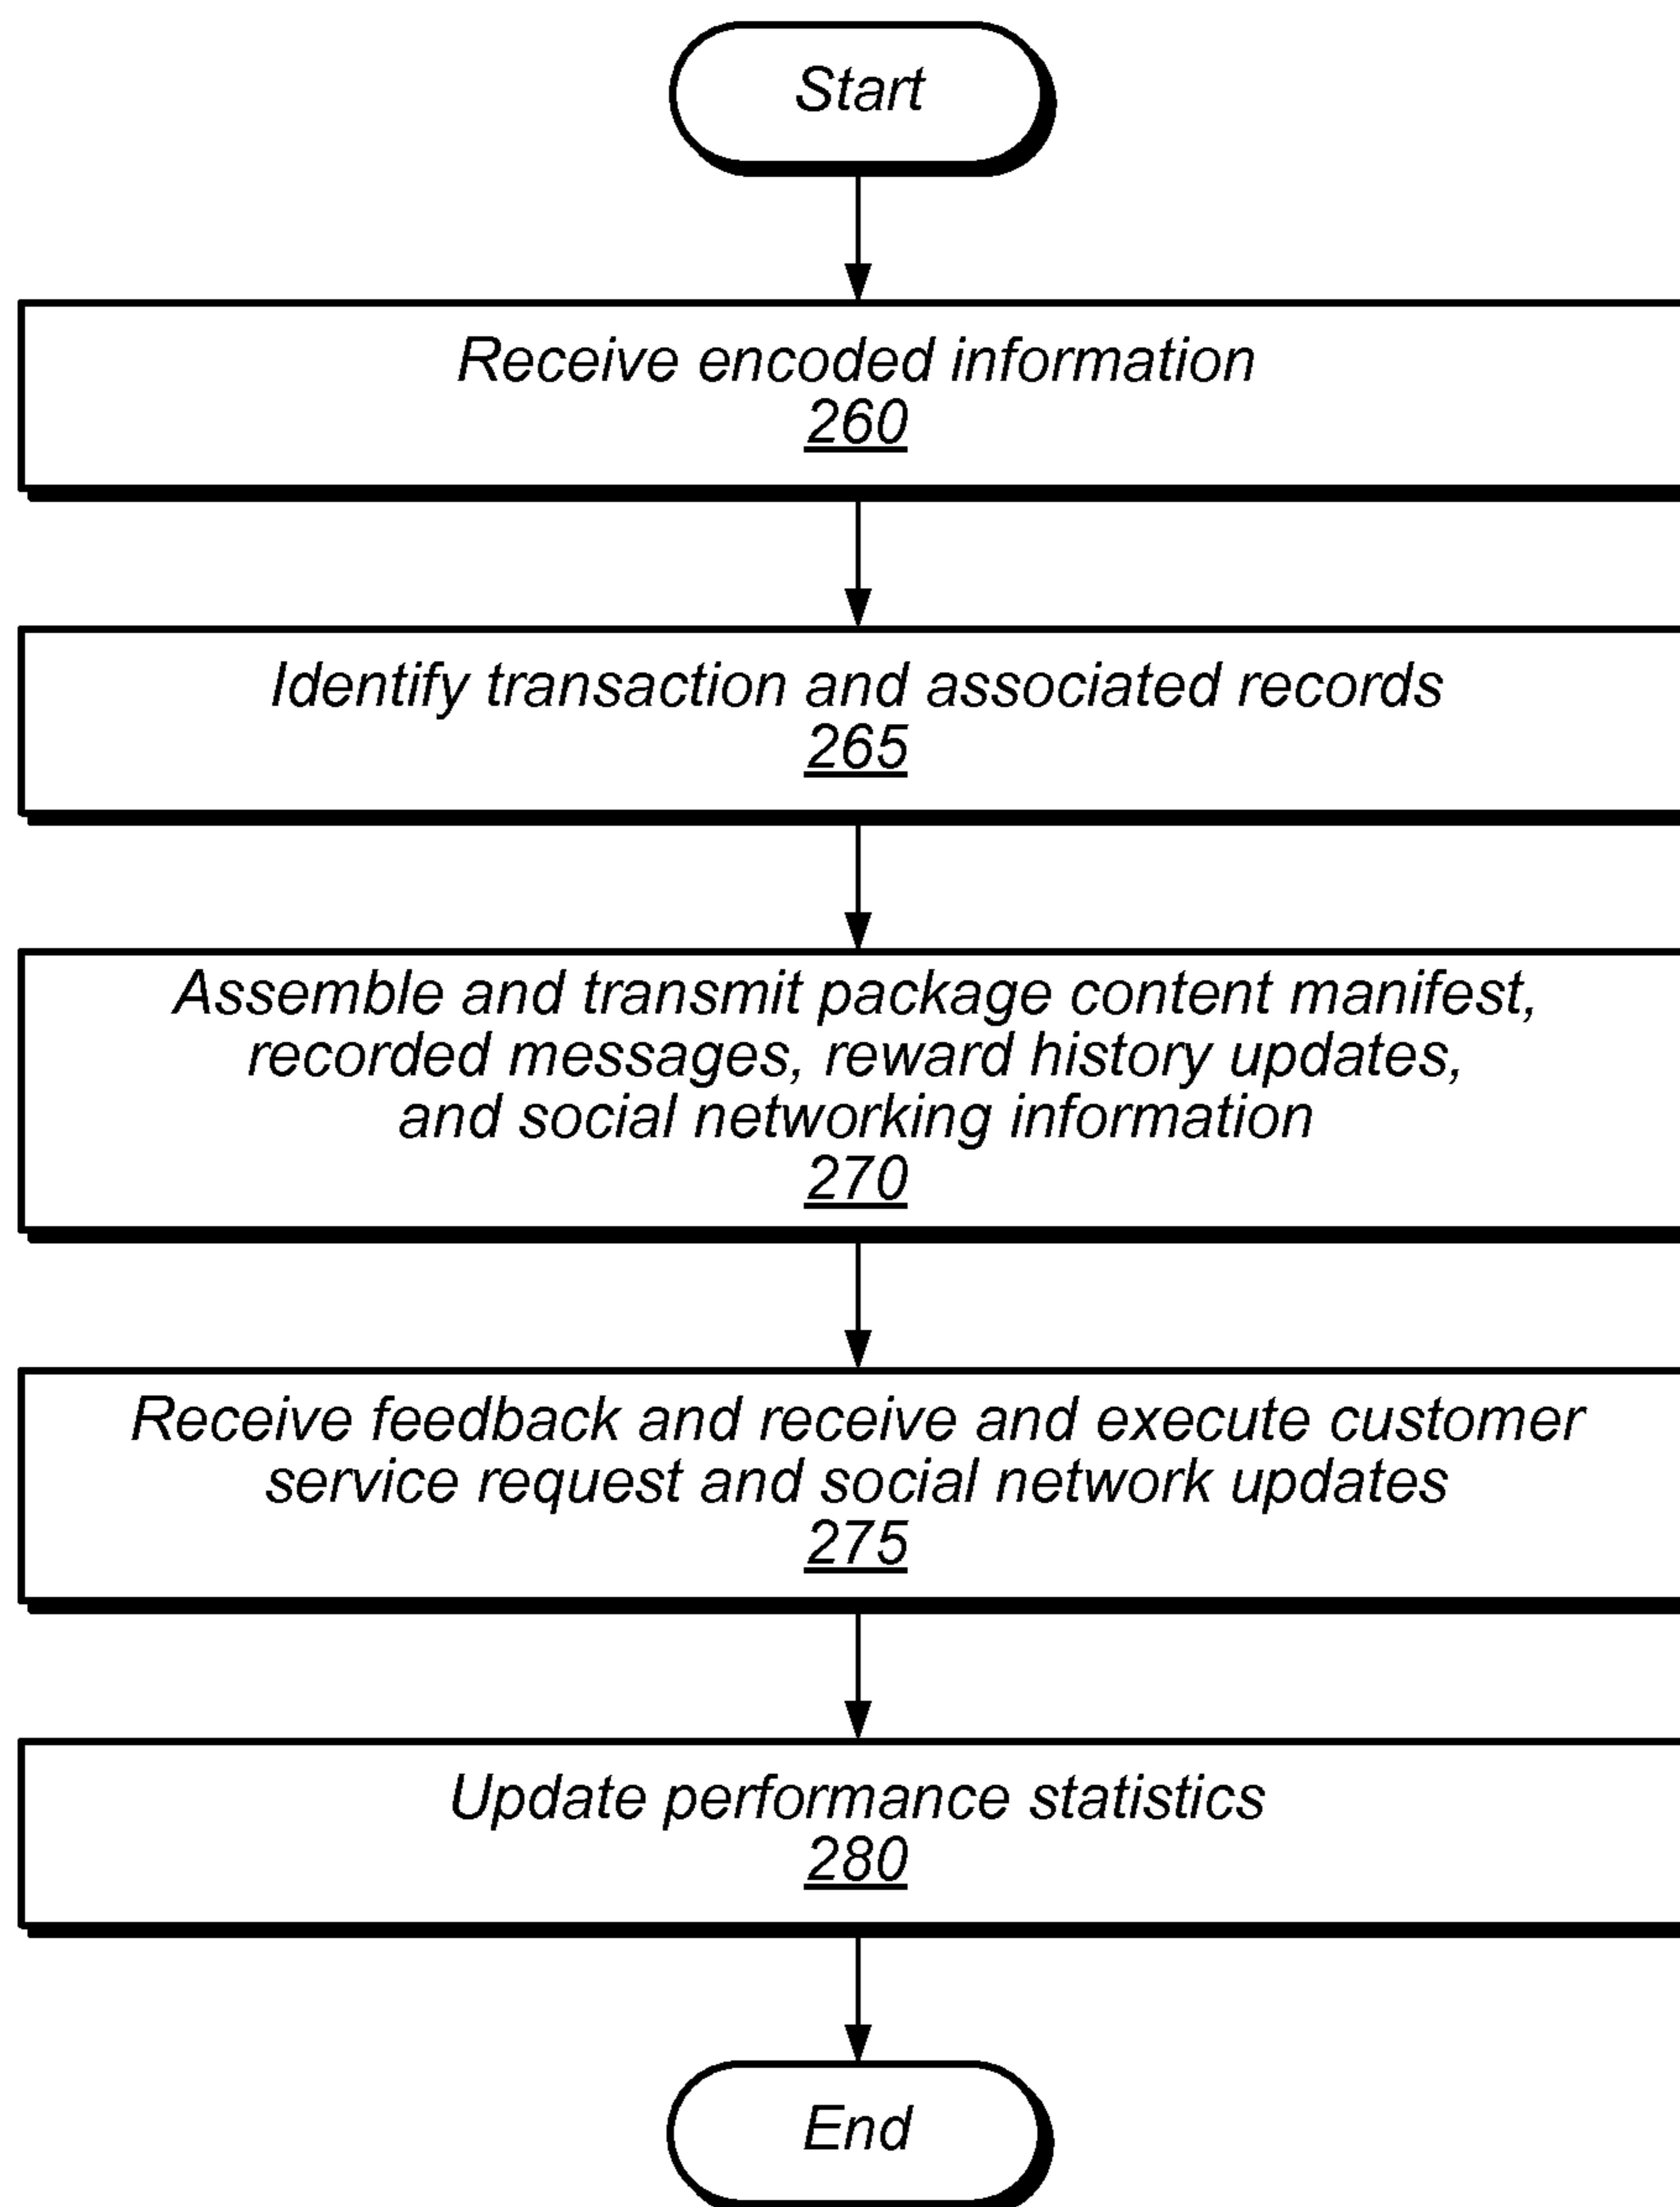 Start
Receive encoded information
260
Identify transaction and associated records
265
Assemble and transmit package content manifest,
recorded messages, reward history updates,
and social networking information
270
Receive feedback and receive and execute customer
service request and social network updates
275
Update performance statistics
280
End